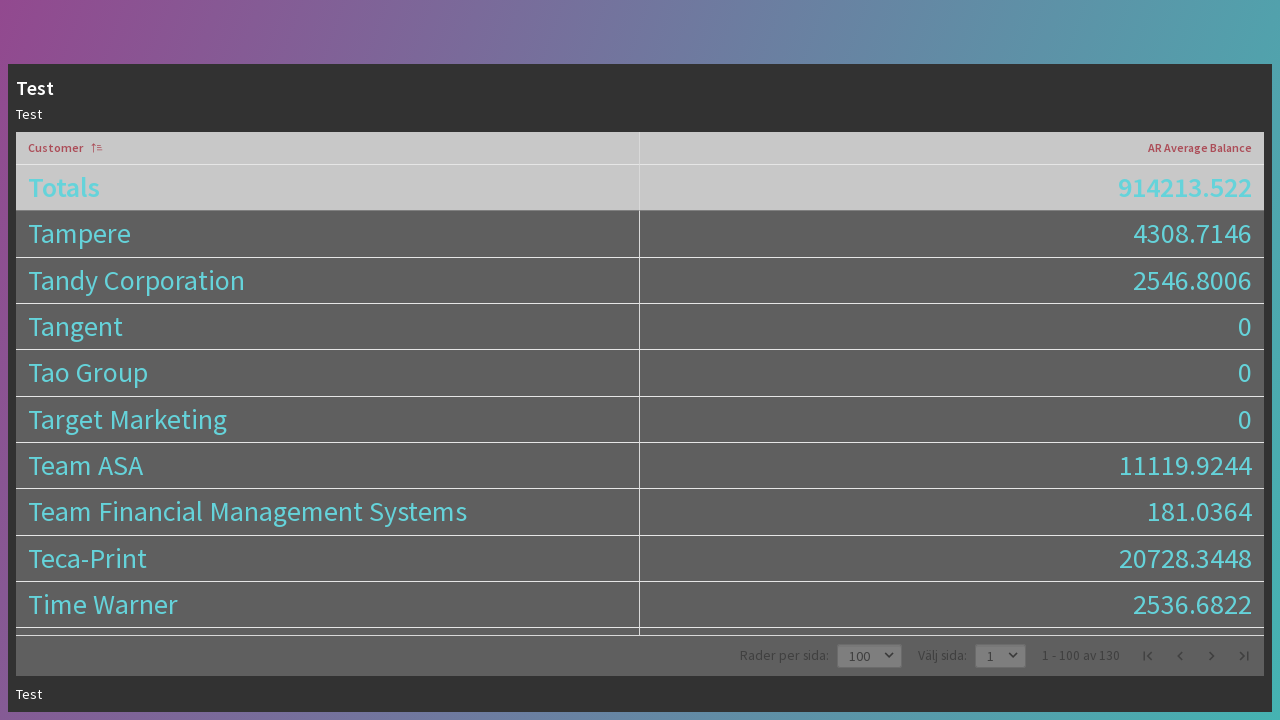 Test
Test
Customer AR Average Balance
Totals 914213.522
Tampere 4308.7146
Tandy Corporation 2546.8006
Tangent 0
Tao Group 0
Target Marketing 0
Team ASA 11119.9244
Team Financial Management Systems 181.0364
Teca-Print 20728.3448
Time Warner 2536.6822
Rader per sida: 100 Välj sida: 1 1 - 100 av 130
Test